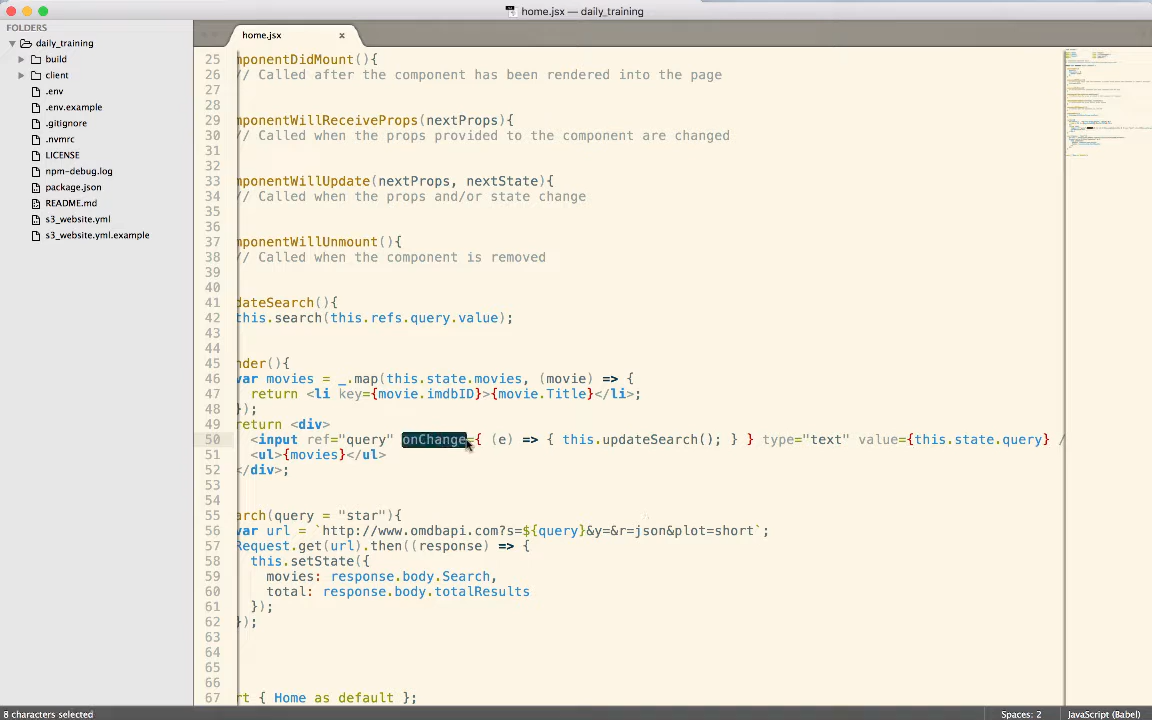 home.jsx — daily_training
FOLDERS
daily_training
build
client
.env
.env.example
.gitignore
.nvmrc
LICENSE
npm-debug.log
package.json
README.md
s3_website.yml
s3_website.yml.example
home.jsx
25 mponentDidMount(){
26 // Called after the component has been rendered into the page
27
28
29 mponentWillReceiveProps(nextProps){
30 // Called when the props provided to the component are changed
31
32
33 mponentWillUpdate(nextProps, nextState){
34 // Called when the props and/or state change
35
36
37 mponentWillUnmount(){
38 // Called when the component is removed
39
40
41 dateSearch(){
42 this.search(this.refs.query.value);
43
44
45 nder(){
46 var movies = _.map(this.state.movies, (movie) => {
47 return <li key={movie.imdbID}>{movie.Title}</li>;
48 });
49 return <div>
50 <input ref="query" onChange={ (e) => { this.updateSearch(); } } type="text" value={this.state.query} /
51 <ul>{movies}</ul>
52 </div>;
53
54
55 arch(query = "star"){
56 var url = `http://www.omdbapi.com?s=${query}&y=&r=json&plot=short`;
57 Request.get(url).then((response) => {
58 this.setState({
59 movies: response.body.Search,
60 total: response.body.totalResults
61 });
62 });
63
64
65
66
67 rt { Home as default };
8 characters selected
Spaces: 2
JavaScript (Babel)